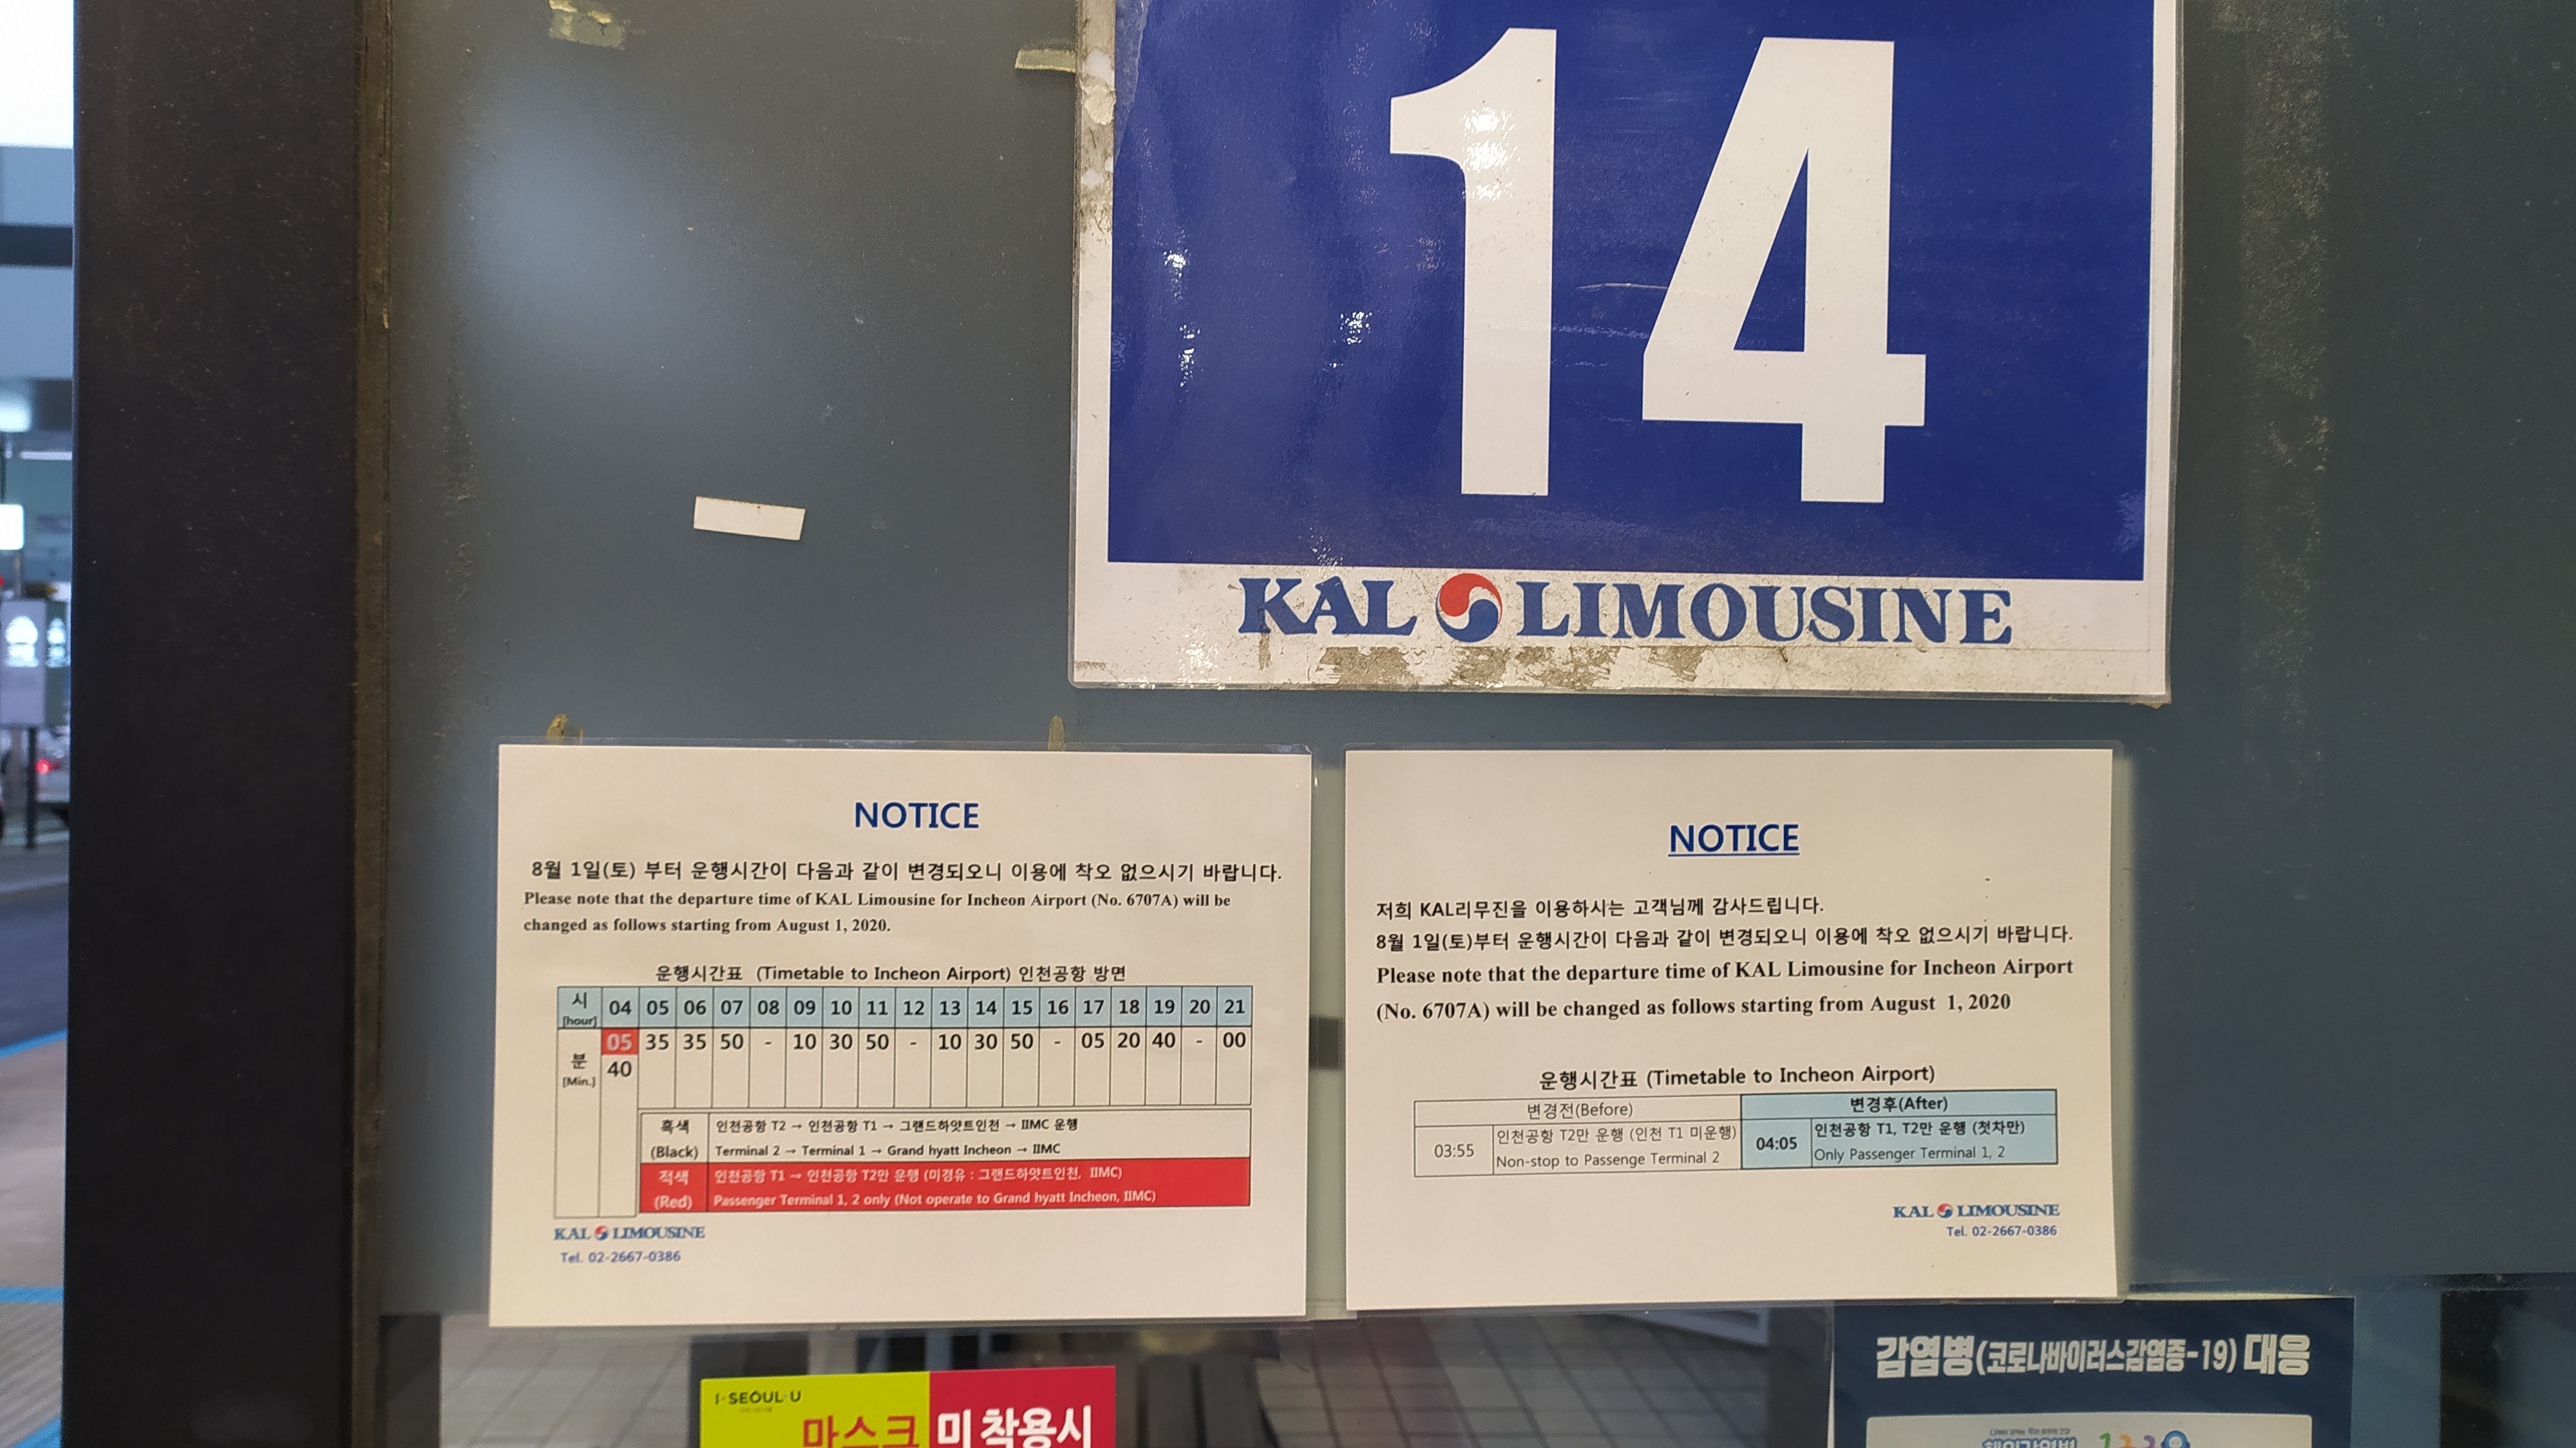 14
KAL LIMOUSINE
NOTICE
8월 1일(토) 부터 운행시간이 다음과 같이 변경되오니 이용에 착오 없으시기 바랍니다.
Please note that the departure time of KAL Limousine for Incheon Airport (No. 6707A) will be
changed as follows starting from August 1, 2020.
운행시간표 (Timetable to Incheon Airport) 인천공항 방면
시 [hour] 04 05 06 07 08 09 10 11 12 13 14 15 16 17 18 19 20 21
분 [Min.] 05 35 35 50 - 10 30 50 - 10 30 50 - 05 20 40 - 00
40
흑색 인천공항 T2 → 인천공항 T1 → 그랜드하얏트인천 → IIMC 운행
(Black) Terminal 2 → Terminal 1 → Grand hyatt Incheon → IIMC
적색 인천공항 T1 → 인천공항 T2만 운행 (미경유 : 그랜드하얏트인천, IIMC)
(Red) Passenger Terminal 1, 2 only (Not operate to Grand hyatt Incheon, IIMC)
KAL LIMOUSINE
Tel. 02-2667-0386
NOTICE
저희 KAL리무진을 이용하시는 고객님께 감사드립니다.
8월 1일(토)부터 운행시간이 다음과 같이 변경되오니 이용에 착오 없으시기 바랍니다.
Please note that the departure time of KAL Limousine for Incheon Airport
(No. 6707A) will be changed as follows starting from August 1, 2020
운행시간표 (Timetable to Incheon Airport)
변경전(Before) 변경후(After)
03:55 인천공항 T2만 운행 (인천 T1 미운행) 04:05 인천공항 T1, T2만 운행 (첫차만)
Non-stop to Passenge Terminal 2 Only Passenger Terminal 1, 2
KAL LIMOUSINE
Tel. 02-2667-0386
I·SEOUL·U
마스크 미착용시
감염병(코로나바이러스감염증-19) 대응